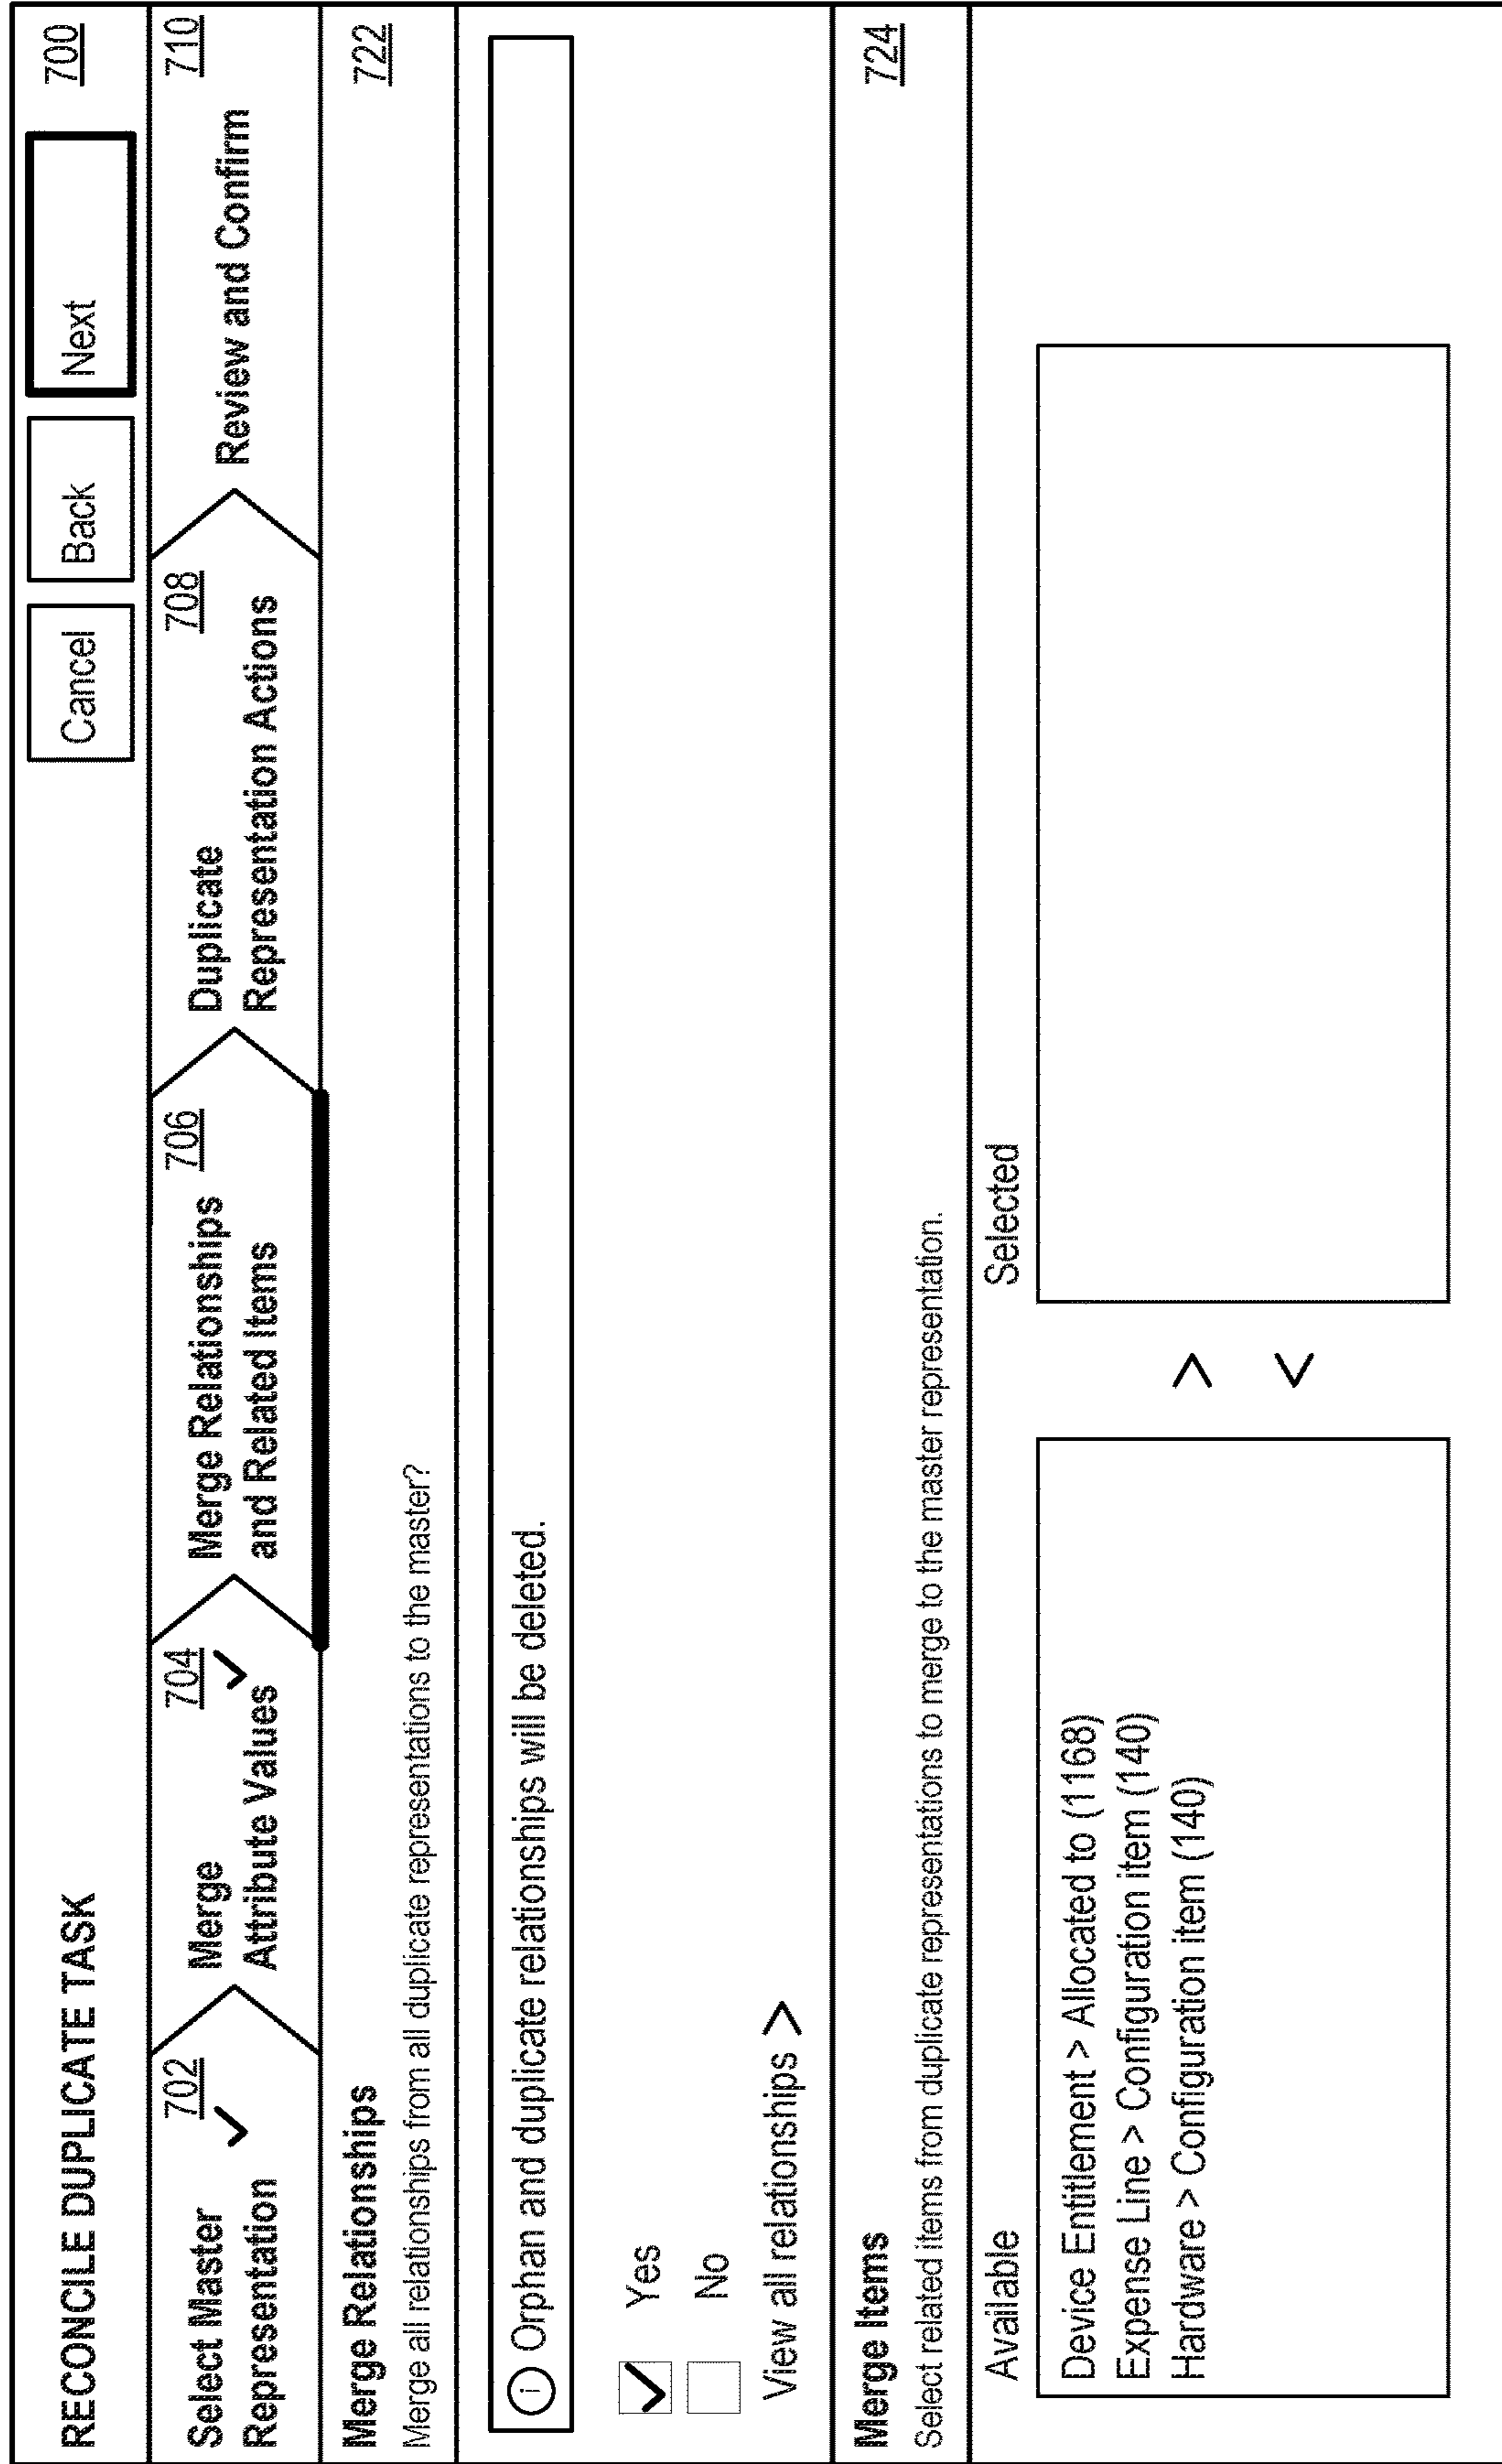 RECONCILE DUPLICATE TASK
Cancel
Back
Next
700
Select Master
Representation
702
Merge
Attribute Values
704
Merge Relationships
and Related Items
706
Duplicate
Representation Actions
708
Review and Confirm
710
Merge Relationships
722
Merge all relationships from all duplicate representations to the master?
i Orphan and duplicate relationships will be deleted.
Yes
No
View all relationships >
Merge Items
724
Select related items from duplicate representations to merge to the master representation.
Available
Device Entitlement > Allocated to (1168)
Expense Line > Configuration item (140)
Hardware > Configuration item (140)
>
<
Selected